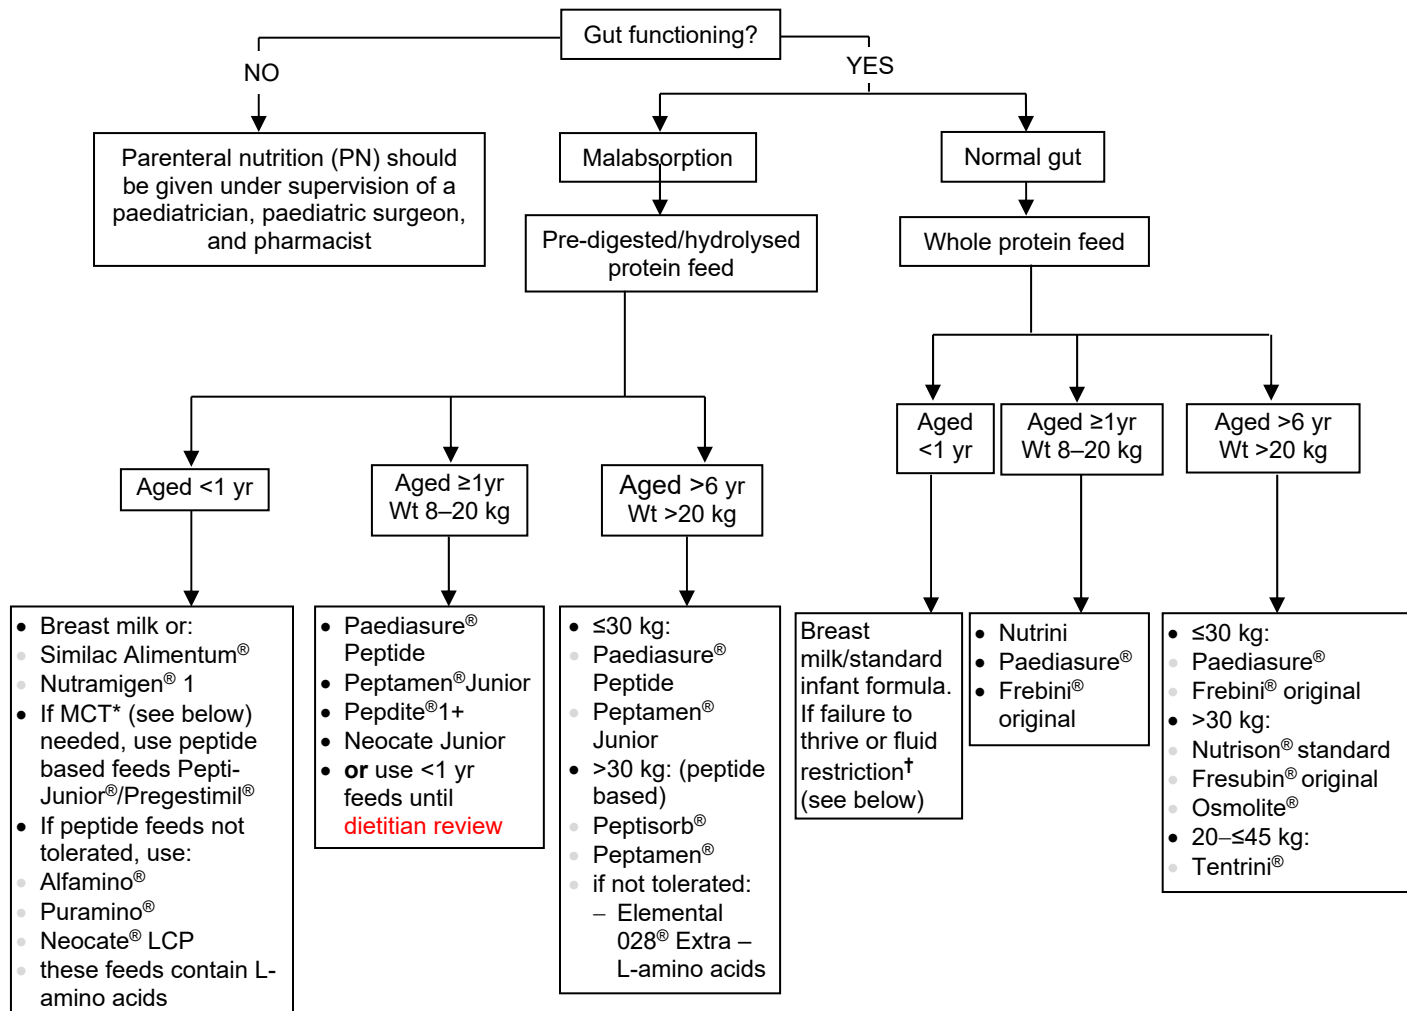 Gut functioning?
NO
YES
Parenteral nutrition (PN) should
be given under supervision of a
paediatrician, paediatric surgeon,
and pharmacist
Malabsorption
Normal gut
Pre-digested/hydrolysed
protein feed
Whole protein feed
Aged <1 yr
Aged ≥1yr
Wt 8–20 kg
Aged >6 yr
Wt >20 kg
Aged
<1 yr
Aged ≥1yr
Wt 8–20 kg
Aged >6 yr
Wt >20 kg
• Breast milk or:
• Similac Alimentum®
• Nutramigen® 1
• If MCT* (see below)
needed, use peptide
based feeds Pepti-
Junior®/Pregestimil®
• If peptide feeds not
tolerated, use:
• Alfamino®
• Puramino®
• Neocate® LCP
• these feeds contain L-
amino acids
• Paediasure®
Peptide
• Peptamen®Junior
• Pepdite®1+
• Neocate Junior
• or use <1 yr
feeds until
dietitian review
• ≤30 kg:
• Paediasure®
Peptide
• Peptamen®
Junior
• >30 kg: (peptide
based)
• Peptisorb®
• Peptamen®
• if not tolerated:
– Elemental
028® Extra –
L-amino acids
Breast
milk/standard
infant formula.
If failure to
thrive or fluid
restriction†
(see below)
• Nutrini
• Paediasure®
• Frebini®
original
• ≤30 kg:
• Paediasure®
• Frebini® original
• >30 kg:
• Nutrison® standard
• Fresubin® original
• Osmolite®
• 20–≤45 kg:
• Tentrini®